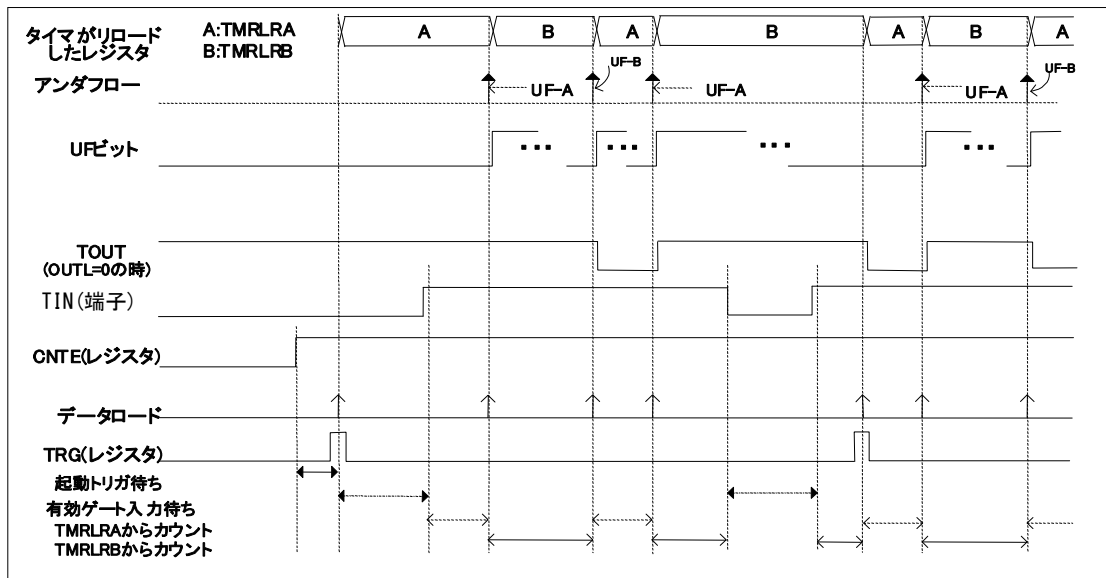 タイマがリロード
したレジスタ
A:TMRLRA
B:TMRLRB
A
B
A
B
A
B
A
アンダフロー
UF-A
UF-B
UF-A
UF-A
UF-B
UFビット
TOUT
(OUTL=0の時)
TIN(端子)
CNTE(レジスタ)
データロード
TRG(レジスタ)
起動トリガ待ち
有効ゲート入力待ち
TMRLRAからカウント
TMRLRBからカウント